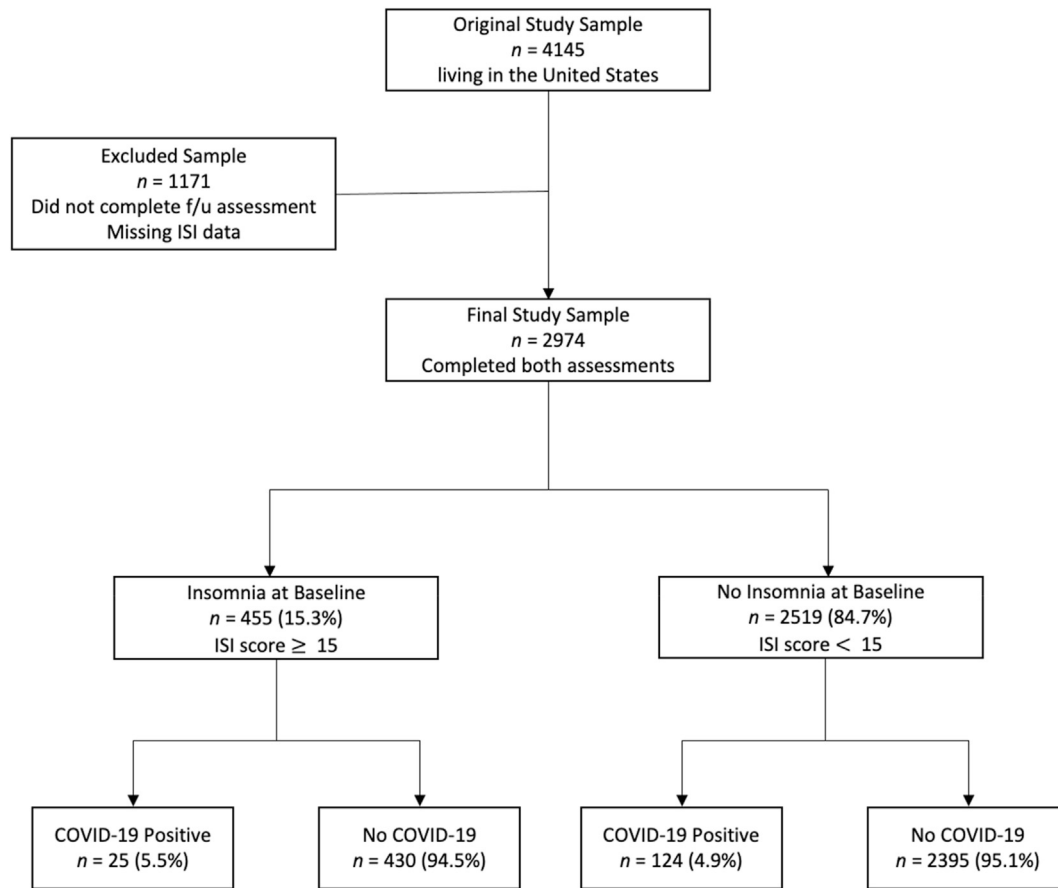 Original Study Sample
n = 4145
living in the United States
Excluded Sample
n = 1171
Did not complete f/u assessment
Missing ISI data
Final Study Sample
n = 2974
Completed both assessments
Insomnia at Baseline
n = 455 (15.3%)
ISI score ≥ 15
No Insomnia at Baseline
n = 2519 (84.7%)
ISI score < 15
COVID-19 Positive
n = 25 (5.5%)
No COVID-19
n = 430 (94.5%)
COVID-19 Positive
n = 124 (4.9%)
No COVID-19
n = 2395 (95.1%)